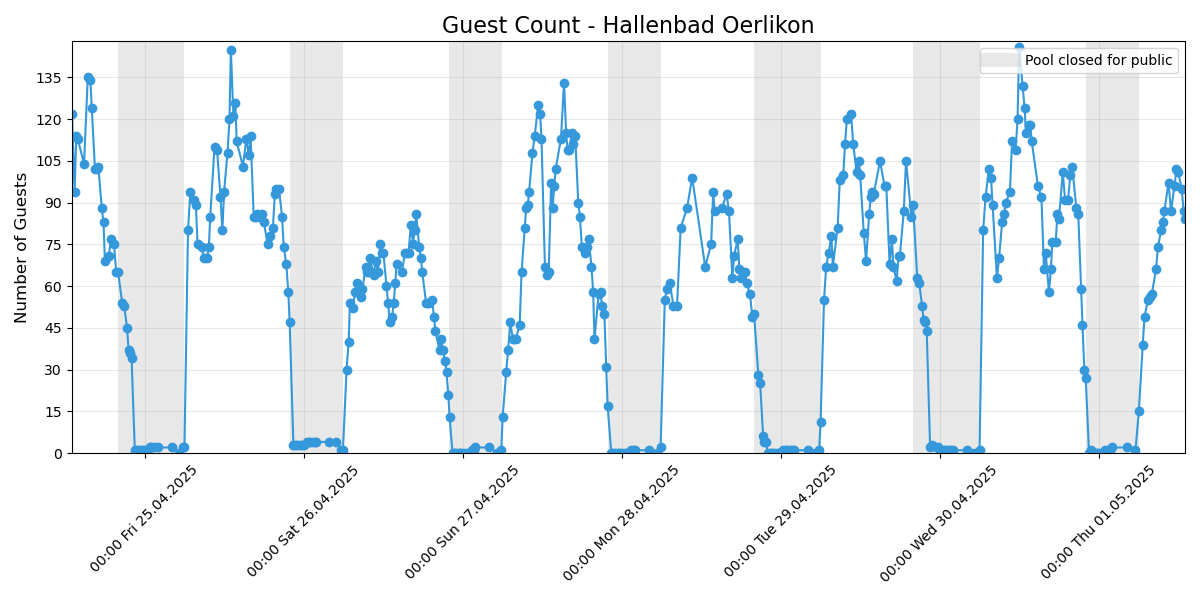 Guest Count - Hallenbad Oerlikon
Pool closed for public
Number of Guests
135
120
105
90
75
60
45
30
15
0
00:00 Fri 25.04.2025
00:00 Sat 26.04.2025
00:00 Sun 27.04.2025
00:00 Mon 28.04.2025
00:00 Tue 29.04.2025
00:00 Wed 30.04.2025
00:00 Thu 01.05.2025